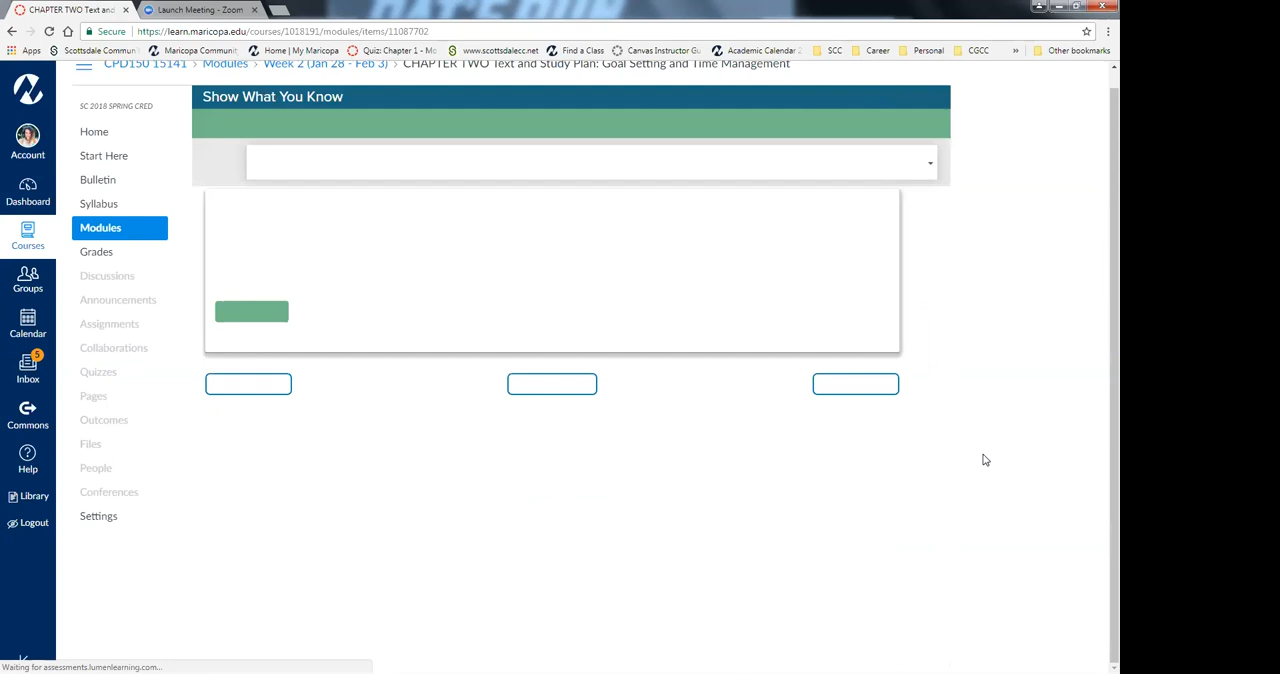 CHAPTER TWO Text and
Launch Meeting - Zoom
Secure
https://learn.maricopa.edu/courses/1018191/modules/items/11087702
Apps
Scottsdale Commun
Maricopa Communit
Home | My Maricopa
Quiz: Chapter 1 - Mo
www.scottsdalecc.net
Find a Class
Canvas Instructor Gu
Academic Calendar
SCC
Career
Personal
CGCC
»
Other bookmarks
CPD150 15141 › Modules › Week 2 (Jan 28 - Feb 3) › CHAPTER TWO Text and Study Plan: Goal Setting and Time Management
Account
Dashboard
Courses
Groups
Calendar
5
Inbox
Commons
Help
Library
Logout
SC 2018 SPRING CRED
Home
Start Here
Bulletin
Syllabus
Modules
Grades
Discussions
Announcements
Assignments
Collaborations
Quizzes
Pages
Outcomes
Files
People
Conferences
Settings
Show What You Know
Waiting for assessments.lumenlearning.com...